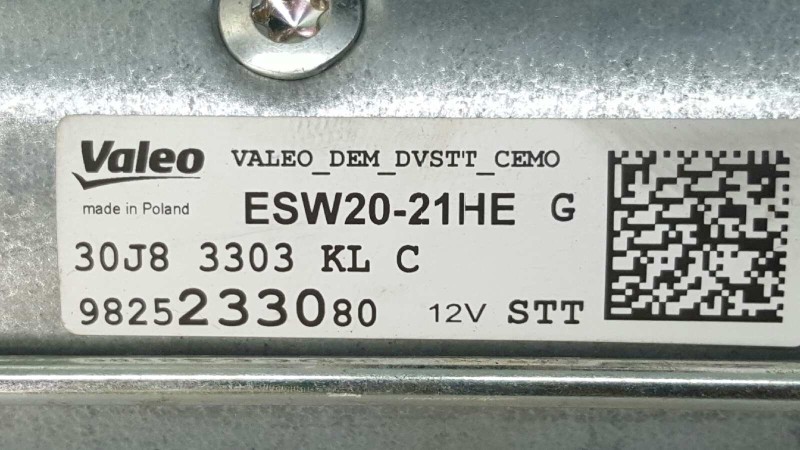 Valeo VALEO_DEM_DVSTT_CEMO
made in Poland ESW20-21HE G
30J8 3303 KL C
9825233080 12V STT